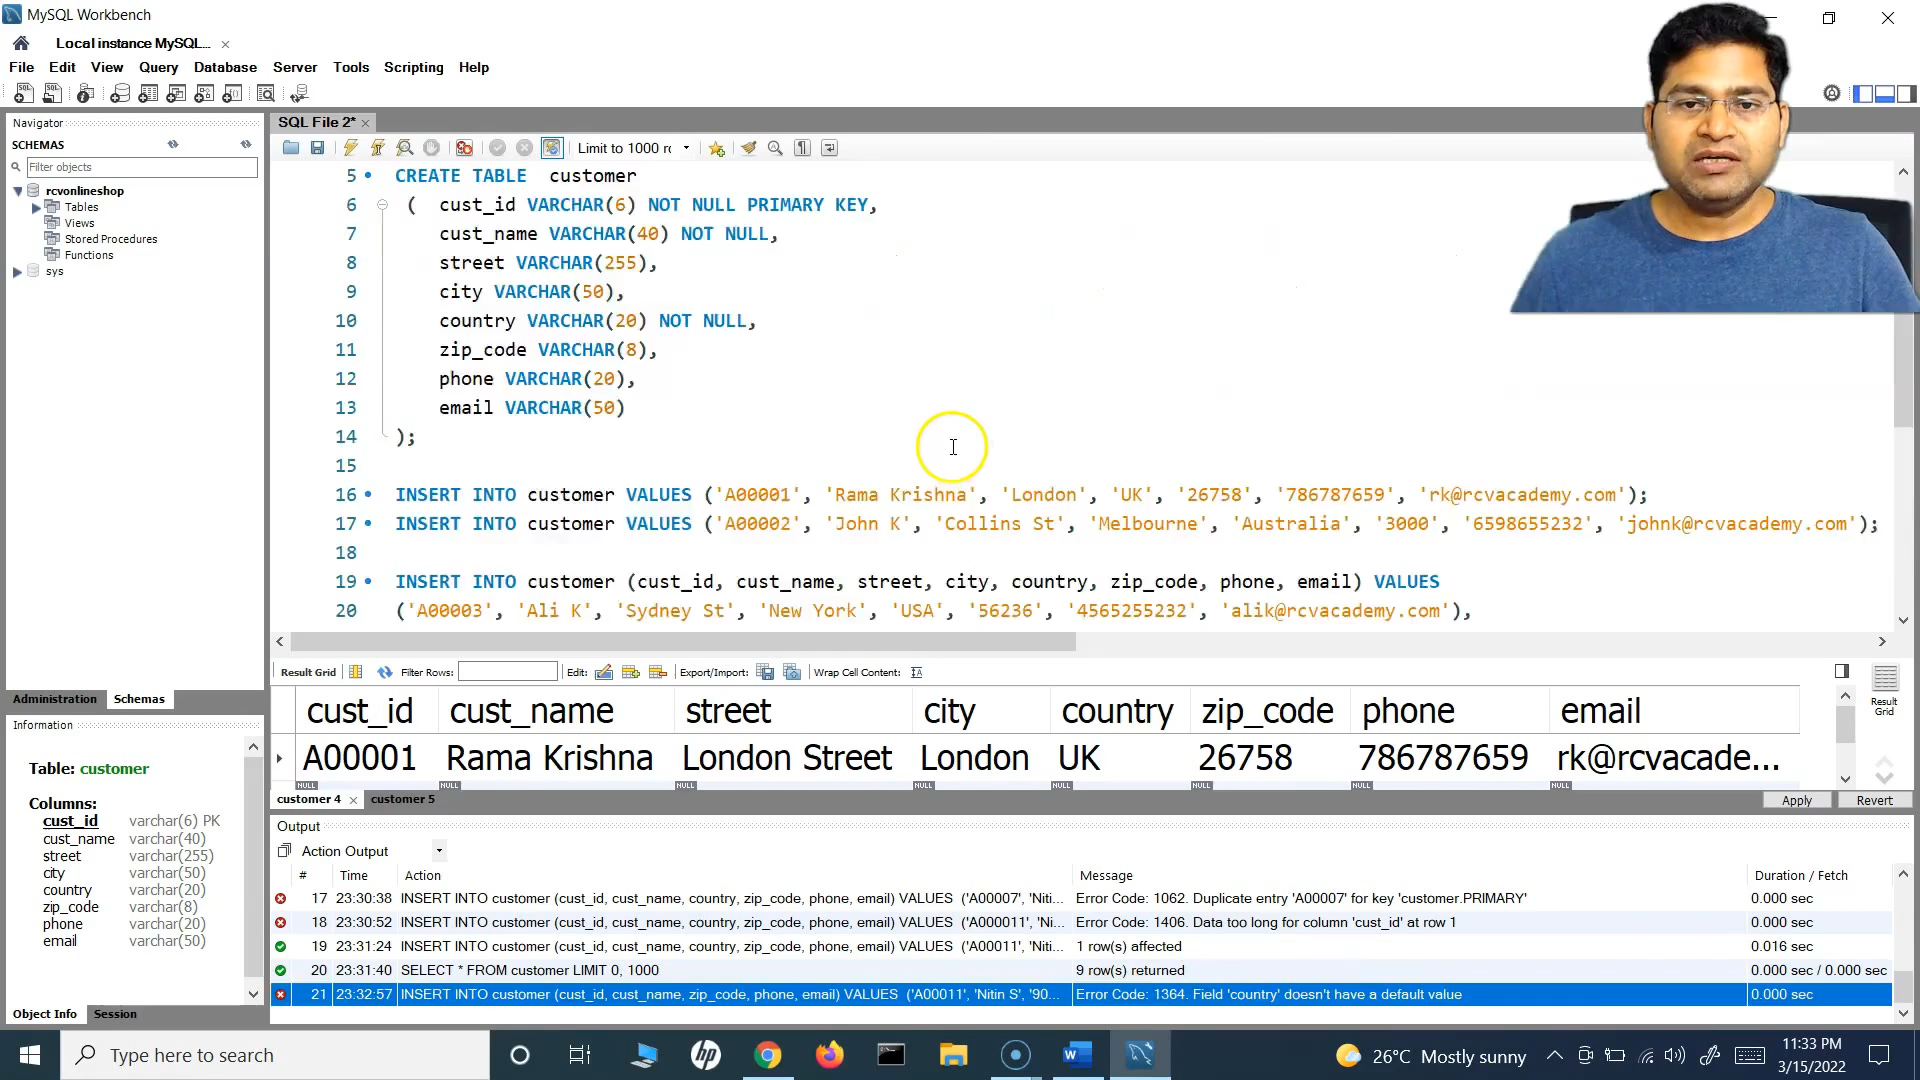 MySQL Workbench
Local instance MySQL...
File Edit View Query Database Server Tools Scripting Help
Navigator
SCHEMAS
Filter objects
rcvonlineshop
Tables
Views
Stored Procedures
Functions
sys
Administration Schemas
Information
Table: customer
Columns:
cust_id varchar(6) PK
cust_name varchar(40)
street varchar(255)
city varchar(50)
country varchar(20)
zip_code varchar(8)
phone varchar(20)
email varchar(50)
Object Info Session
SQL File 2*
Limit to 1000 rc
5 CREATE TABLE customer
6 ( cust_id VARCHAR(6) NOT NULL PRIMARY KEY,
7 cust_name VARCHAR(40) NOT NULL,
8 street VARCHAR(255),
9 city VARCHAR(50),
10 country VARCHAR(20) NOT NULL,
11 zip_code VARCHAR(8),
12 phone VARCHAR(20),
13 email VARCHAR(50)
14 );
15
16 INSERT INTO customer VALUES ('A00001', 'Rama Krishna', 'London', 'UK', '26758', '786787659', 'rk@rcvacademy.com');
17 INSERT INTO customer VALUES ('A00002', 'John K', 'Collins St', 'Melbourne', 'Australia', '3000', '6598655232', 'johnk@rcvacademy.com');
18
19 INSERT INTO customer (cust_id, cust_name, street, city, country, zip_code, phone, email) VALUES
20 ('A00003', 'Ali K', 'Sydney St', 'New York', 'USA', '56236', '4565255232', 'alik@rcvacademy.com'),
Result Grid Filter Rows: Edit: Export/Import: Wrap Cell Content:
Result Grid
cust_id cust_name street city country zip_code phone email
A00001 Rama Krishna London Street London UK 26758 786787659 rk@rcvacade...
NULL NULL NULL NULL NULL NULL NULL NULL
customer 4 customer 5
Apply Revert
Output
Action Output
# Time Action Message Duration / Fetch
17 23:30:38 INSERT INTO customer (cust_id, cust_name, country, zip_code, phone, email) VALUES ('A00007', 'Niti... Error Code: 1062. Duplicate entry 'A00007' for key 'customer.PRIMARY' 0.000 sec
18 23:30:52 INSERT INTO customer (cust_id, cust_name, country, zip_code, phone, email) VALUES ('A000011', 'Ni... Error Code: 1406. Data too long for column 'cust_id' at row 1 0.000 sec
19 23:31:24 INSERT INTO customer (cust_id, cust_name, country, zip_code, phone, email) VALUES ('A00011', 'Niti... 1 row(s) affected 0.016 sec
20 23:31:40 SELECT * FROM customer LIMIT 0, 1000 9 row(s) returned 0.000 sec / 0.000 sec
21 23:32:57 INSERT INTO customer (cust_id, cust_name, zip_code, phone, email) VALUES ('A00011', 'Nitin S', '90... Error Code: 1364. Field 'country' doesn't have a default value 0.000 sec
Type here to search
26°C Mostly sunny
11:33 PM
3/15/2022